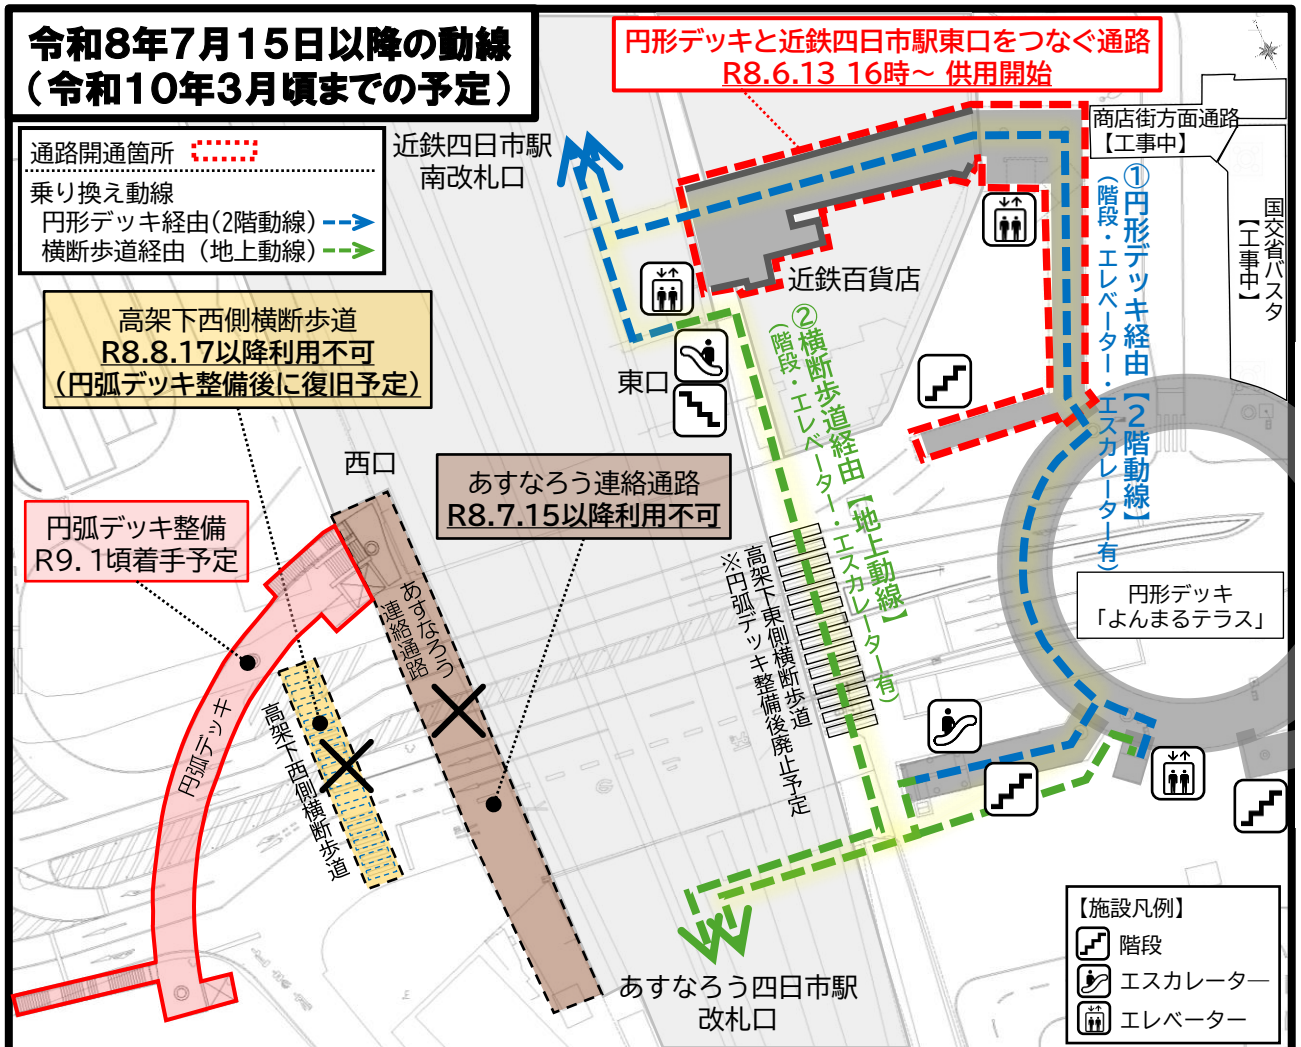 令和8年7月15日以降の動線
（令和10年3月頃までの予定）
円形デッキと近鉄四日市駅東口をつなぐ通路
R8.6.13 16時～ 供用開始
通路開通箇所
乗り換え動線
円形デッキ経由(2階動線)
横断歩道経由（地上動線）
近鉄四日市駅
南改札口
商店街方面通路
【工事中】
国交省バスタ
【工事中】
①円形デッキ経由【2階動線】
（階段・エレベーター・エスカレーター有）
近鉄百貨店
高架下西側横断歩道
R8.8.17以降利用不可
(円弧デッキ整備後に復旧予定)
東口
②横断歩道経由【地上動線】
（階段・エレベーター・エスカレーター有）
西口
あすなろう連絡通路
R8.7.15以降利用不可
円弧デッキ整備
R9.1頃着手予定
あすなろう
連絡通路
高架下東側横断歩道
※円弧デッキ整備後廃止予定
円形デッキ
「よんまるテラス」
円弧デッキ
高架下西側横断歩道
あすなろう四日市駅
改札口
【施設凡例】
階段
エスカレーター
エレベーター